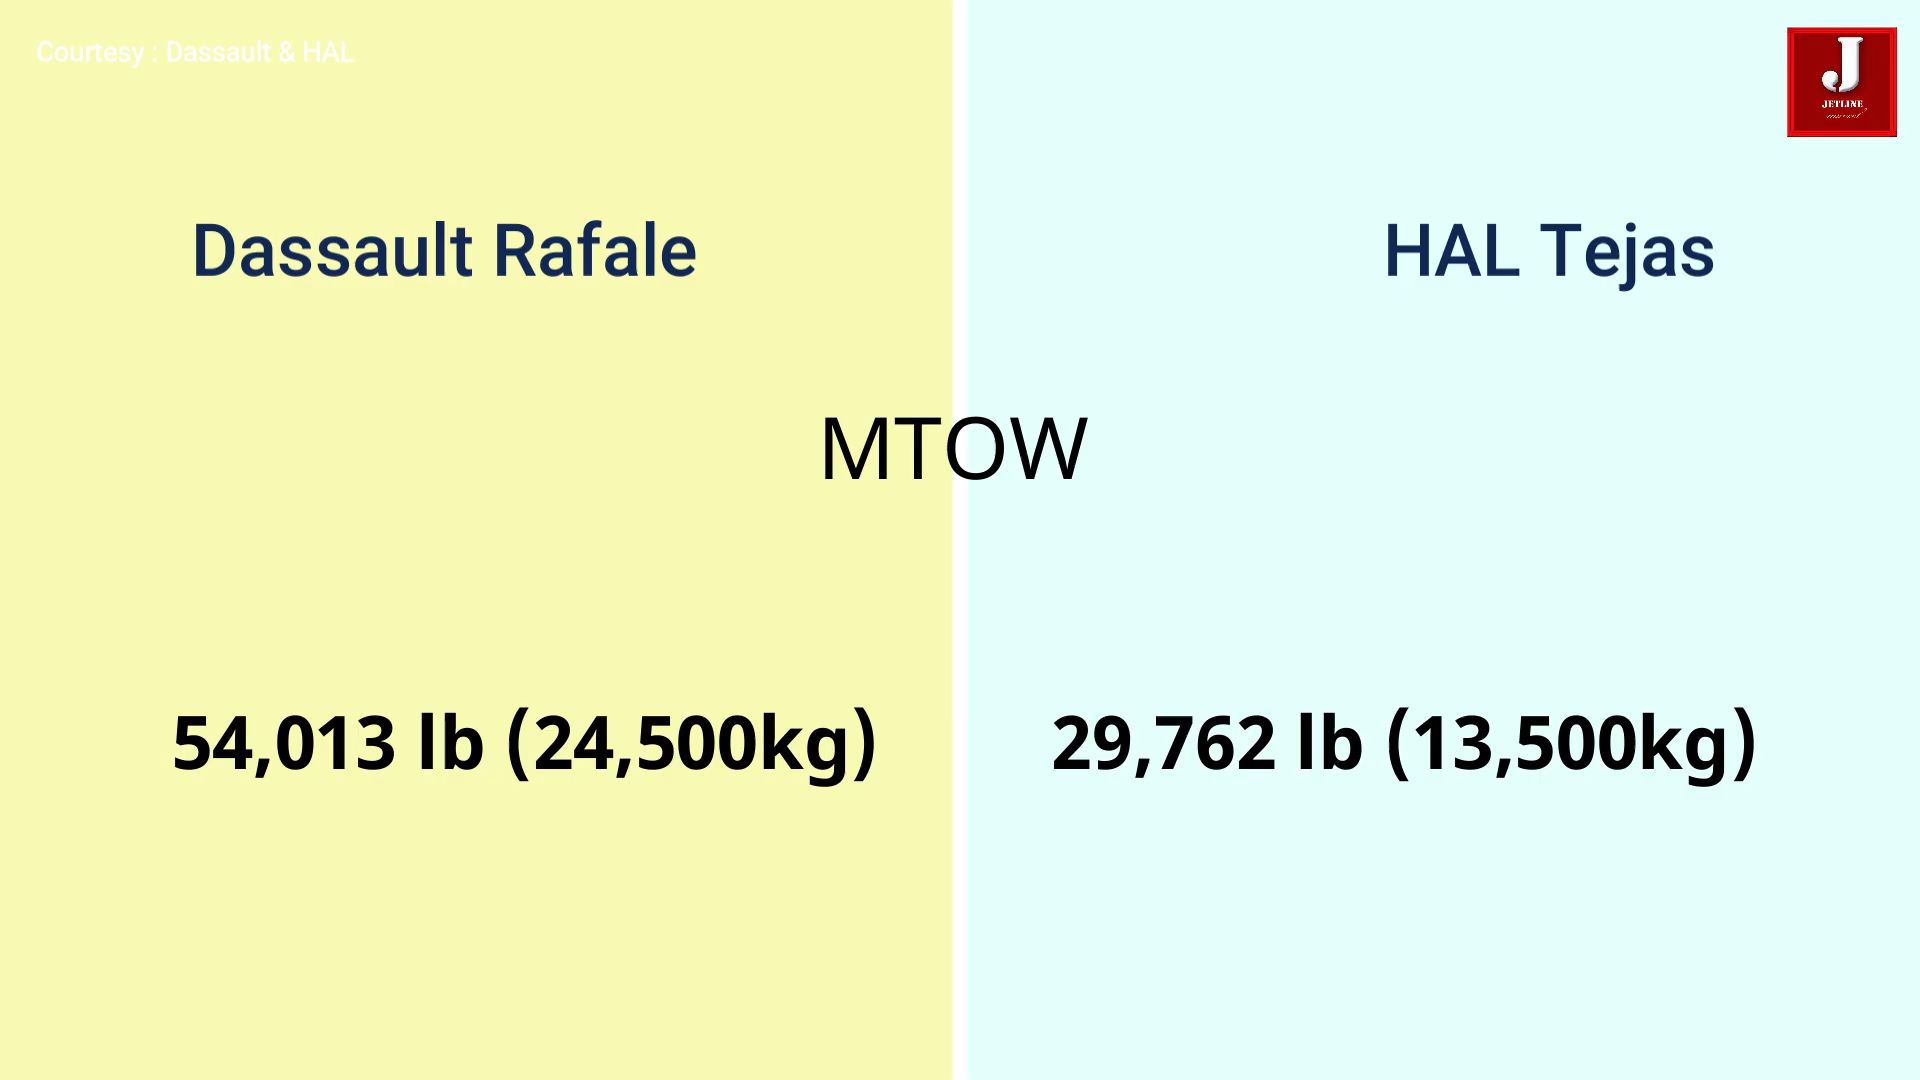 Courtesy : Dassault & HAL
J
JETLINE
Dassault Rafale
HAL Tejas
MTOW
54,013 lb (24,500kg)
29,762 lb (13,500kg)